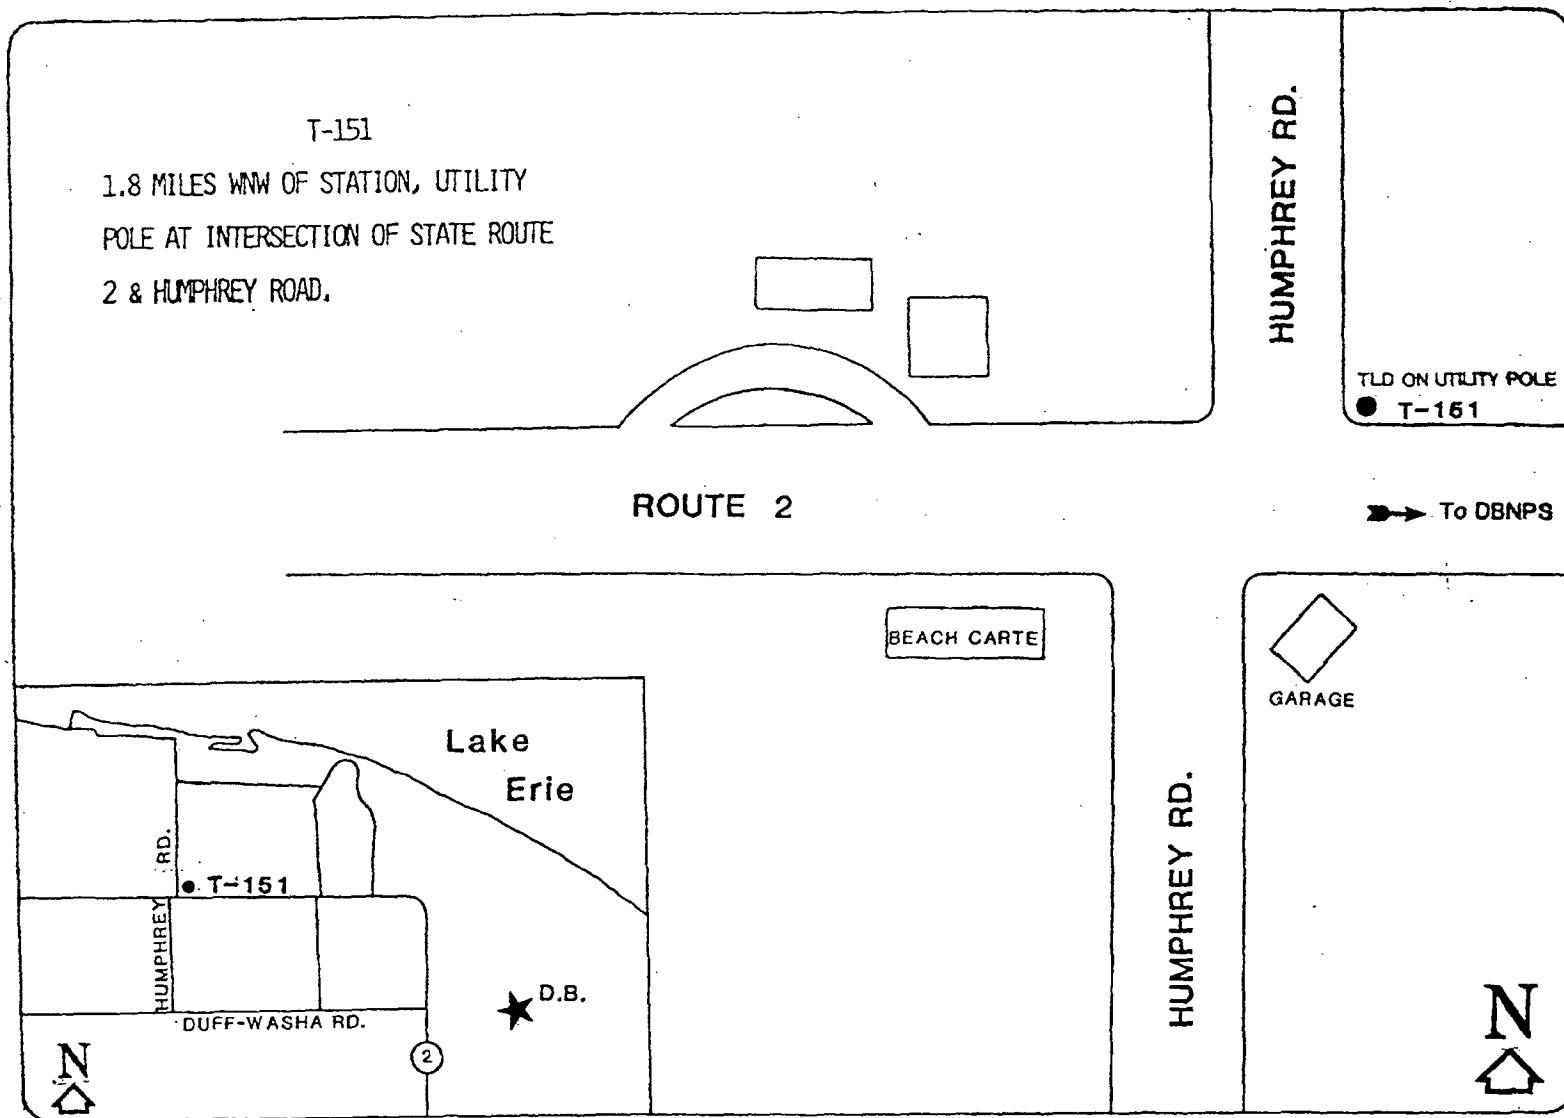 T-151
1.8 MILES WNW OF STATION, UTILITY
POLE AT INTERSECTION OF STATE ROUTE
2 & HUMPHREY ROAD.
HUMPHREY RD.
TLD ON UTILITY POLE
T-151
ROUTE 2
To DBNPS
BEACH CARTE
GARAGE
HUMPHREY RD.
N
Lake
Erie
HUMPHREY RD.
T-151
D.B.
DUFF-WASHA RD.
2
N